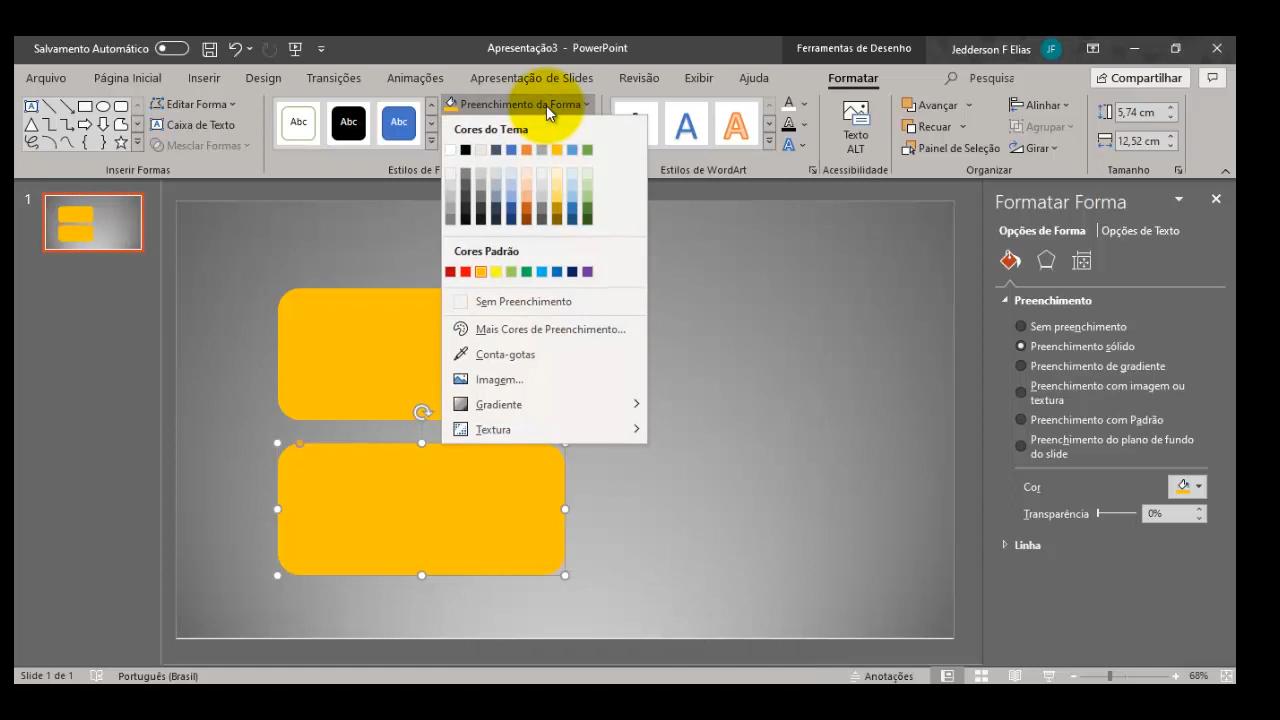 Salvamento Automático
Apresentação3 - PowerPoint
Ferramentas de Desenho
Jedderson F Elias
JF
Arquivo
Página Inicial
Inserir
Design
Transições
Animações
Apresentação de Slides
Revisão
Exibir
Ajuda
Formatar
Pesquisa
Compartilhar
Editar Forma
Caixa de Texto
Mesclar Formas
Inserir Formas
Abc
Abc
Abc
Estilos de F
Preenchimento da Forma
A
A
A
A
A
Estilos de WordArt
Texto
ALT
Acessibilidade
Avançar
Recuar
Painel de Seleção
Alinhar
Agrupar
Girar
Organizar
5,74 cm
12,52 cm
Tamanho
Cores do Tema
Cores Padrão
Sem Preenchimento
Mais Cores de Preenchimento...
Conta-gotas
Imagem...
Gradiente
Textura
1
Formatar Forma
Opções de Forma
Opções de Texto
Preenchimento
Sem preenchimento
Preenchimento sólido
Preenchimento de gradiente
Preenchimento com imagem ou
textura
Preenchimento com Padrão
Preenchimento do plano de fundo
do slide
Cor
Transparência
0%
Linha
Slide 1 de 1
Português (Brasil)
Anotações
68%